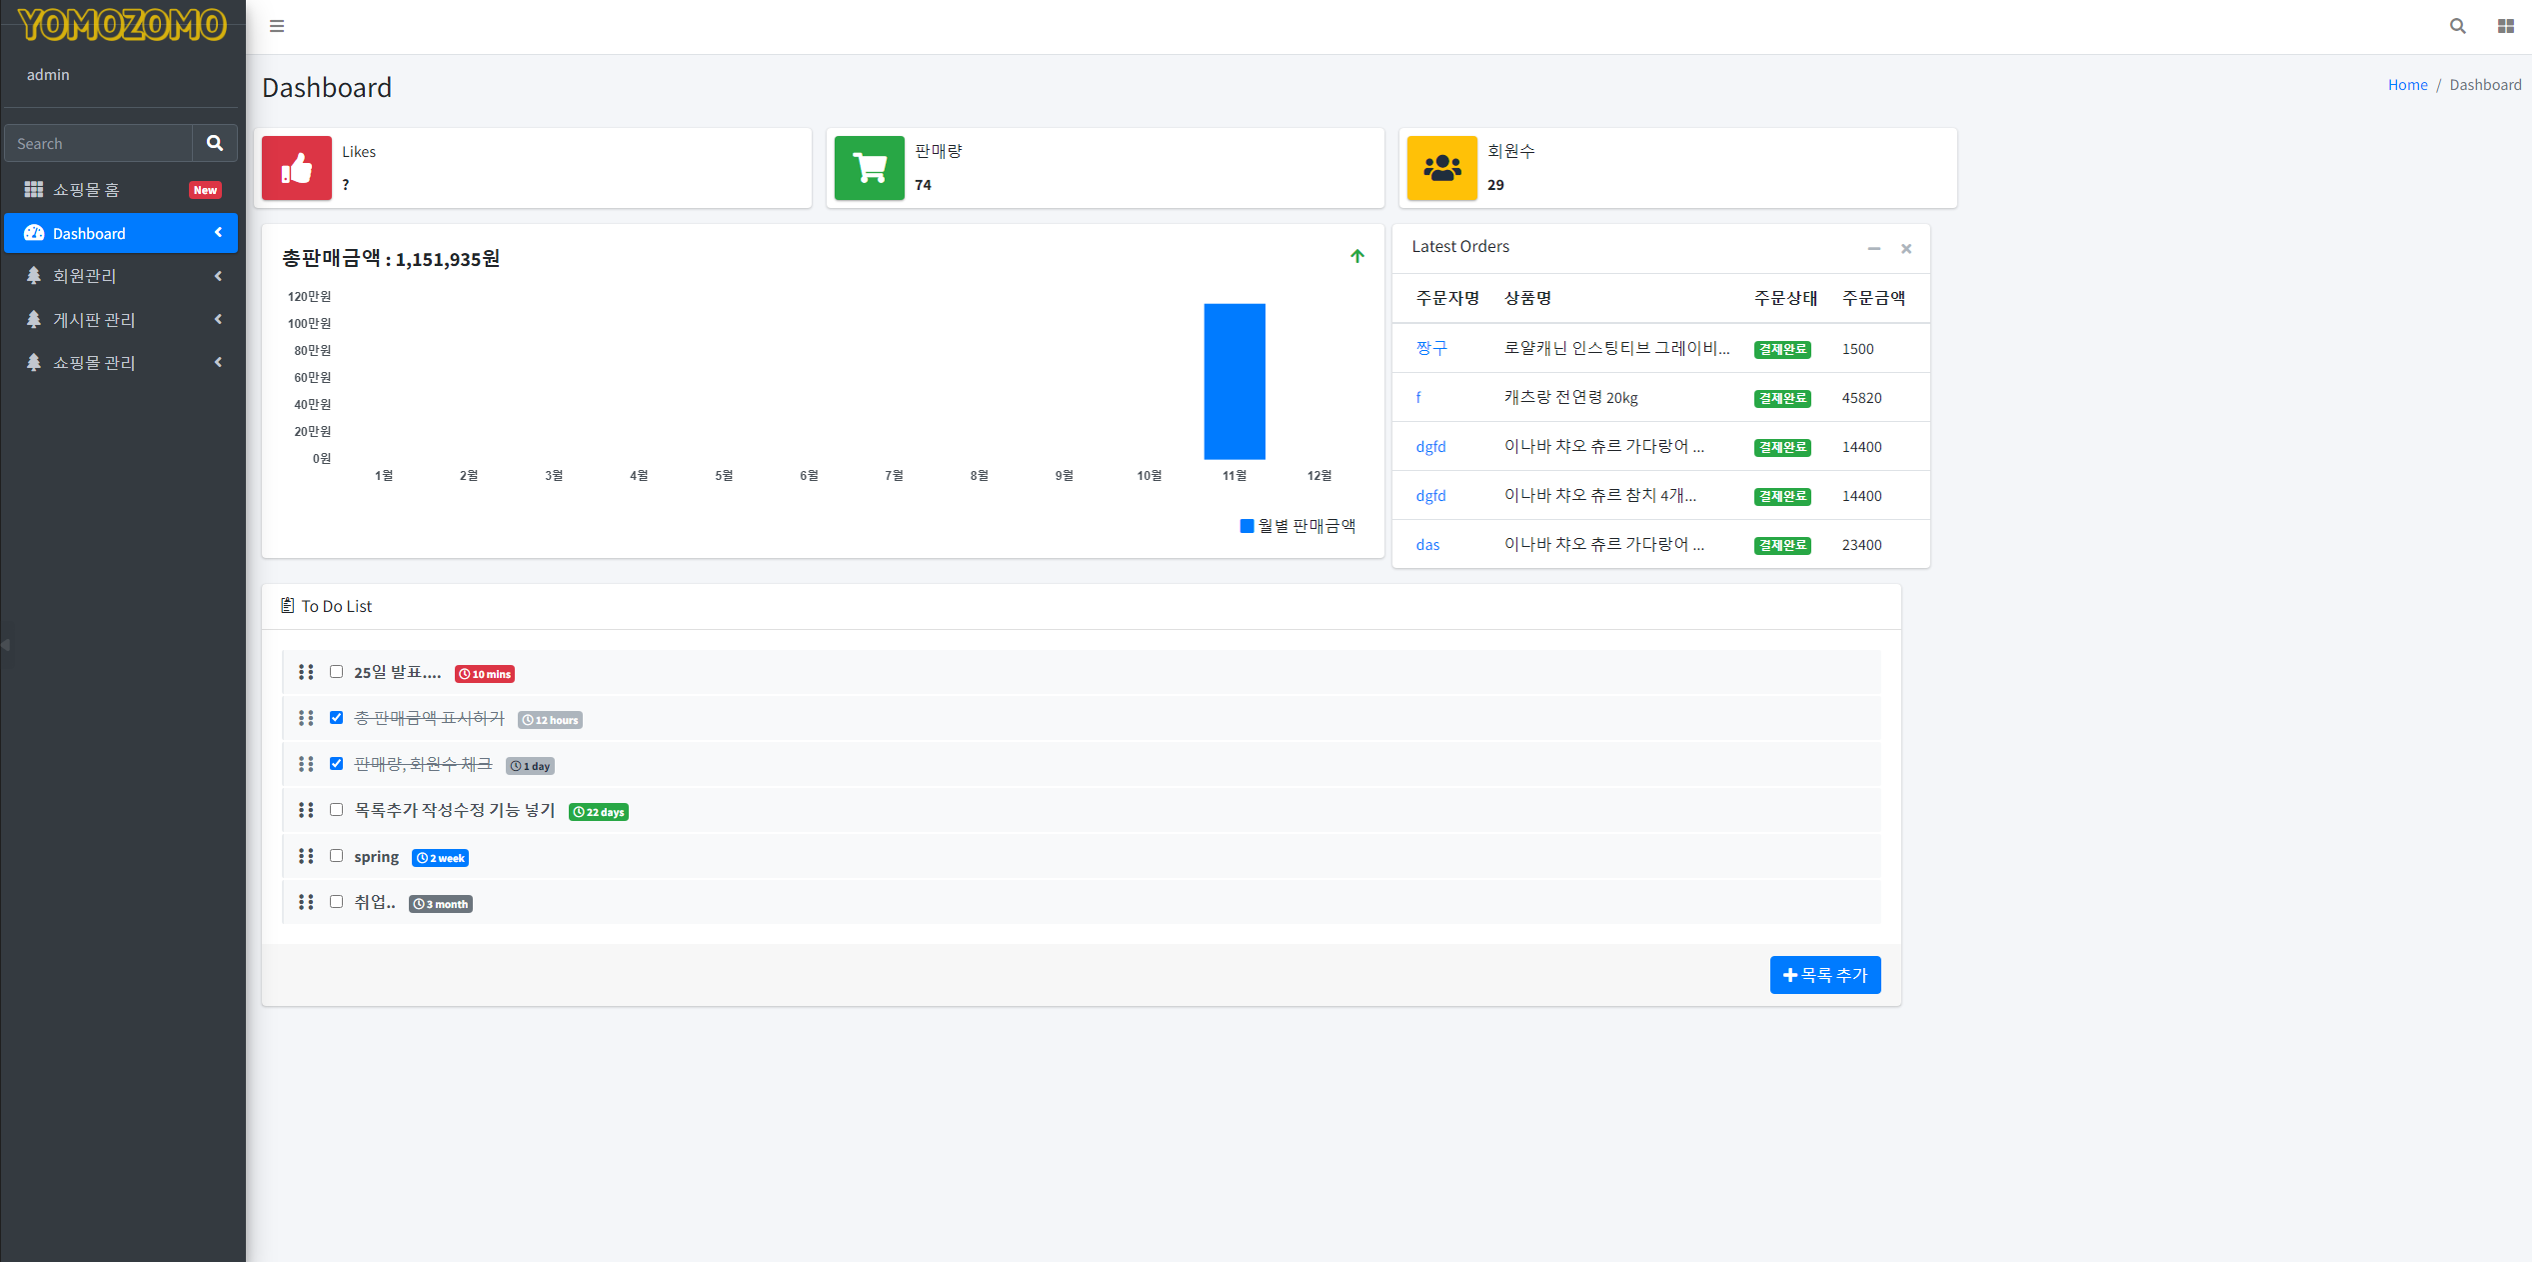 YOMOZOMO
admin
Search
쇼핑몰 홈 New
Dashboard
회원관리
게시판 관리
쇼핑몰 관리
Dashboard
Home / Dashboard
Likes
?
판매량
74
회원수
29
총판매금액 : 1,151,935원
120만원
100만원
80만원
60만원
40만원
20만원
0원
1월 2월 3월 4월 5월 6월 7월 8월 9월 10월 11월 12월
월별 판매금액
Latest Orders
주문자명 상품명 주문상태 주문금액
짱구 로얄캐닌 인스팅티브 그레이비... 결제완료 1500
f 캐츠랑 전연령 20kg 결제완료 45820
dgfd 이나바 챠오 츄르 가다랑어 ... 결제완료 14400
dgfd 이나바 챠오 츄르 참치 4개... 결제완료 14400
das 이나바 챠오 츄르 가다랑어 ... 결제완료 23400
To Do List
25일 발표.... 10 mins
총 판매금액 표시하기 12 hours
판매량, 회원수 체크 1 day
목록추가 작성수정 기능 넣기 22 days
spring 2 week
취업.. 3 month
목록 추가